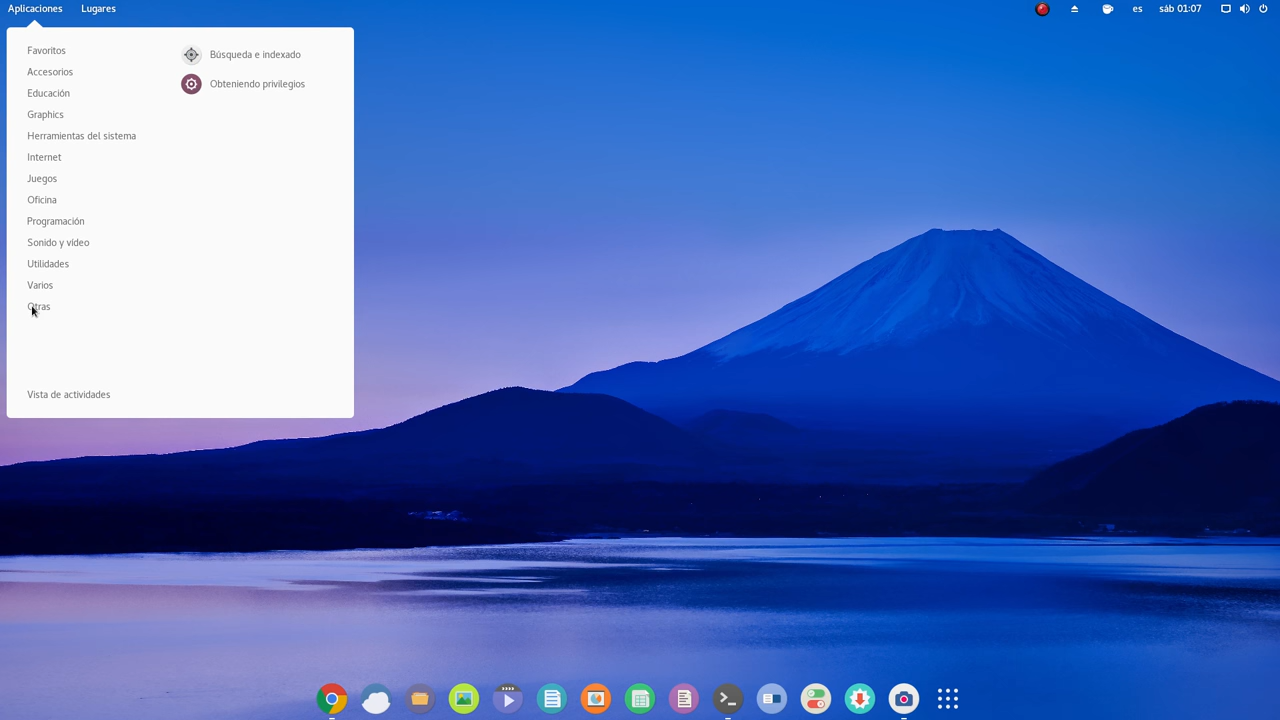 Aplicaciones Lugares es sáb 01:07
Favoritos
Accesorios
Educación
Graphics
Herramientas del sistema
Internet
Juegos
Oficina
Programación
Sonido y vídeo
Utilidades
Varios
Otras
Vista de actividades
Búsqueda e indexado
Obteniendo privilegios